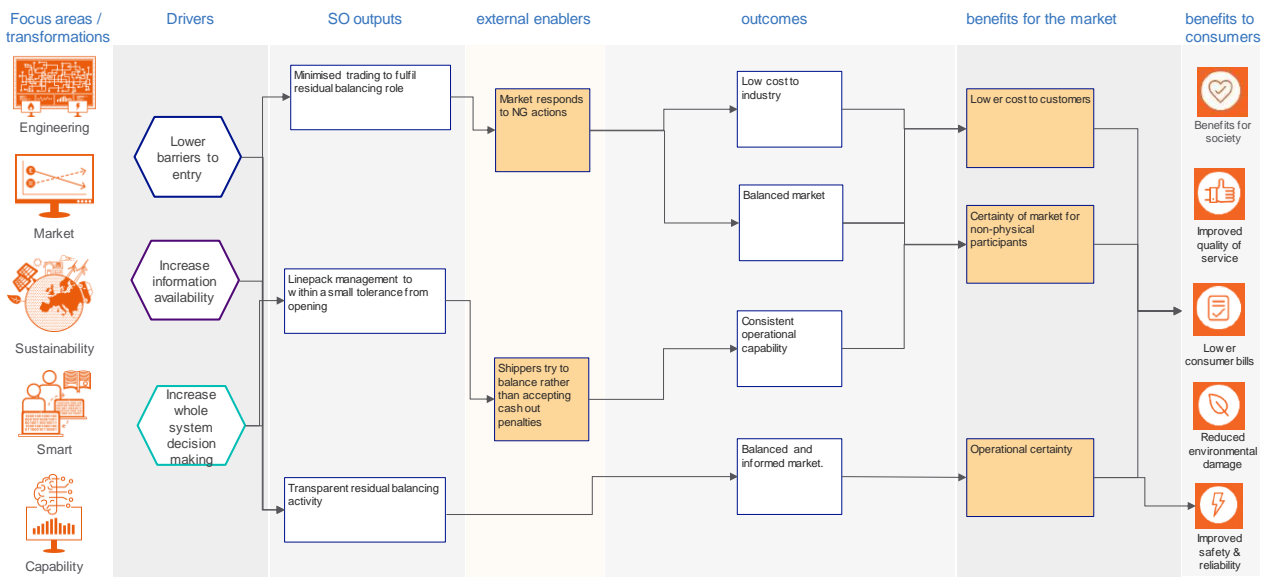 Focus areas /
transformations
Drivers
SO outputs
external enablers
outcomes
benefits for the market
benefits to
consumers
Engineering
Market
Sustainability
Smart
Capability
Lower
barriers to
entry
Increase
information
availability
Increase
whole
system
decision
making
Minimised trading to fulfil
residual balancing role
Linepack management to
within a small tolerance from
opening
Transparent residual balancing
activity
Market responds
to NG actions
Shippers try to
balance rather
than accepting
cash out
penalties
Low cost to
industry
Balanced market
Consistent
operational
capability
Balanced and
informed market.
Lower cost to customers
Certainty of market for
non-physical
participants
Operational certainty
Benefits for
society
Improved
quality of
service
Lower
consumer bills
Reduced
environmental
damage
Improved
safety &
reliability